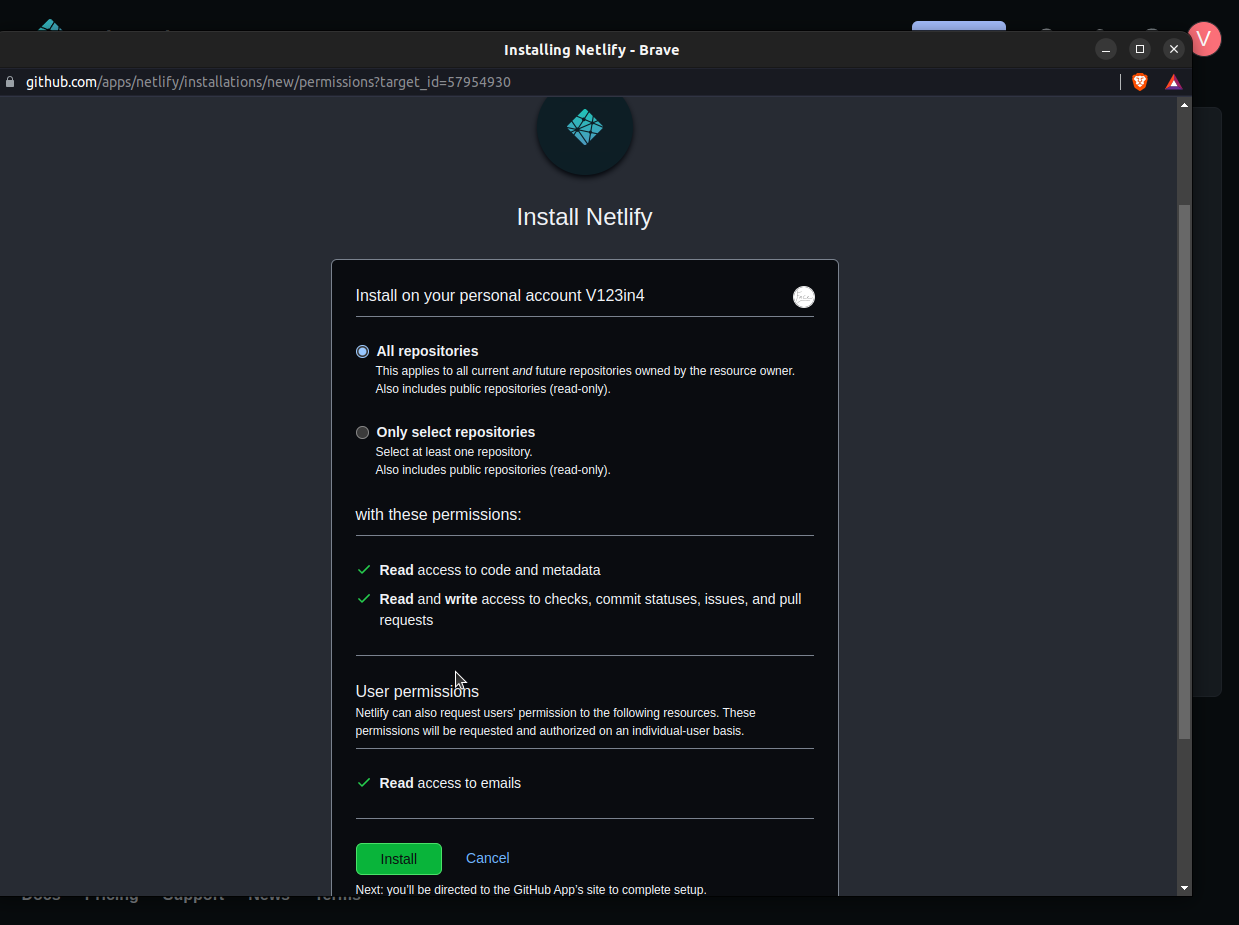 V
Installing Netlify - Brave
github.com/apps/netlify/installations/new/permissions?target_id=57954930
Install Netlify
Install on your personal account V123in4
All repositories
This applies to all current and future repositories owned by the resource owner.
Also includes public repositories (read-only).
Only select repositories
Select at least one repository.
Also includes public repositories (read-only).
with these permissions:
Read access to code and metadata
Read and write access to checks, commit statuses, issues, and pull
requests
User permissions
Netlify can also request users' permission to the following resources. These
permissions will be requested and authorized on an individual-user basis.
Read access to emails
Install Cancel
Next: you'll be directed to the GitHub App's site to complete setup.
Docs Pricing Support News Terms